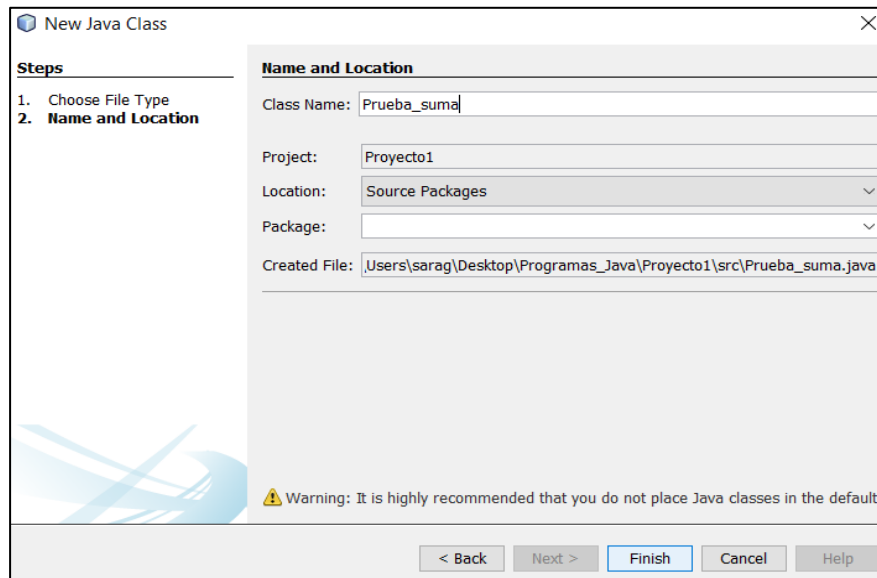 New Java Class
Steps
1. Choose File Type
2. Name and Location
Name and Location
Class Name: Prueba_suma
Project: Proyecto1
Location: Source Packages
Package:
Created File: Users\sarag\Desktop\Programas_Java\Proyecto1\src\Prueba_suma.java
Warning: It is highly recommended that you do not place Java classes in the default
< Back Next > Finish Cancel Help